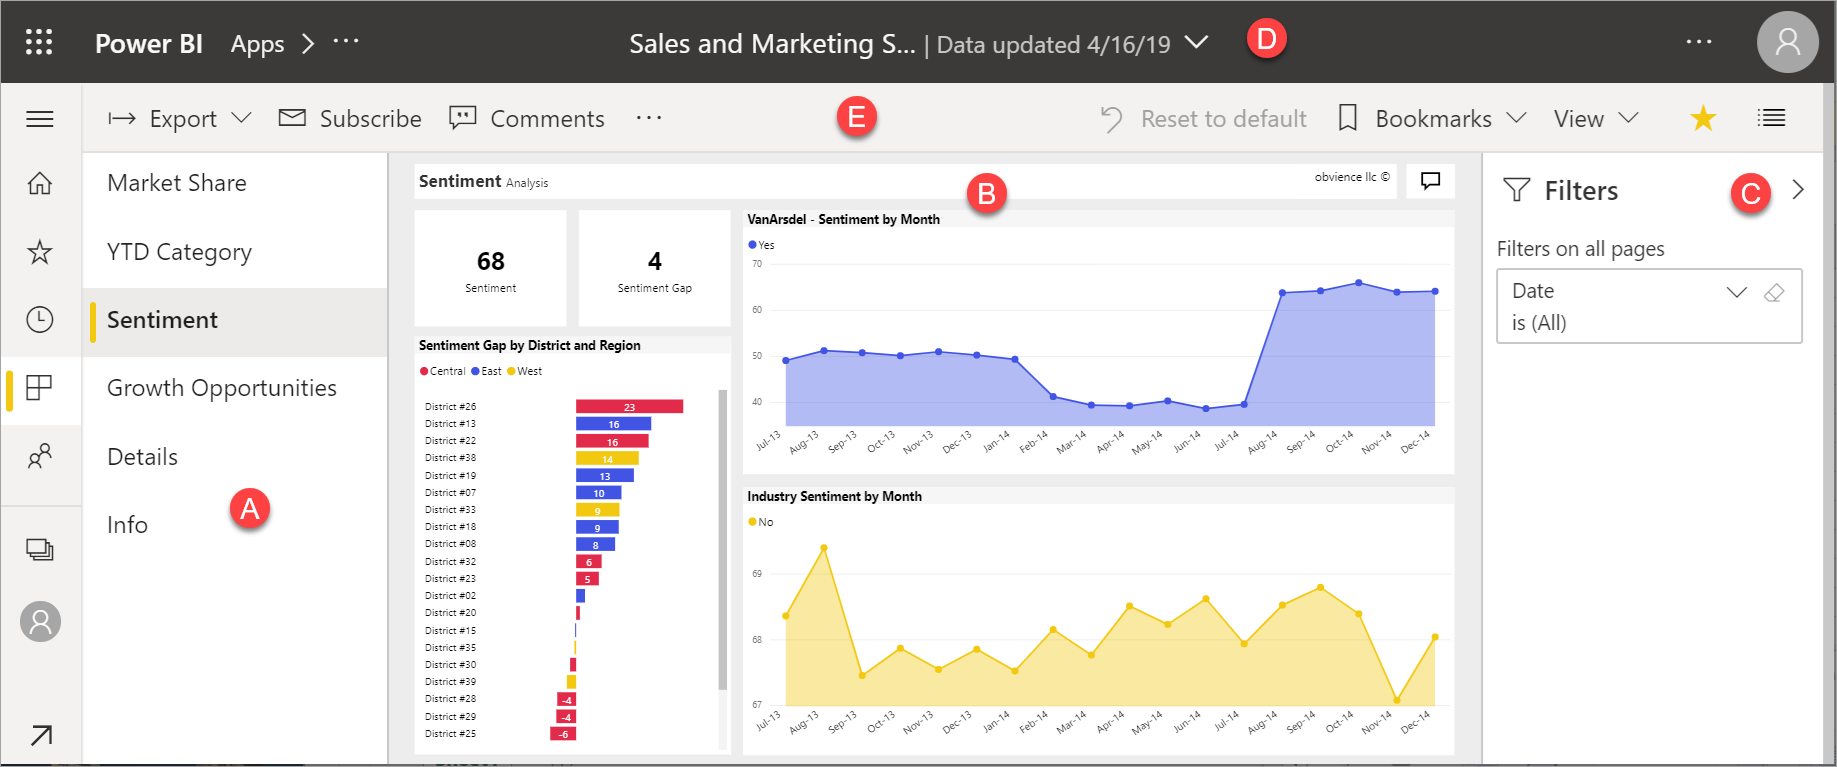 Power BI Apps > ... Sales and Marketing S... | Data updated 4/16/19 D ...
Export Subscribe Comments ... E Reset to default Bookmarks View
Market Share
YTD Category
Sentiment
Growth Opportunities
Details
Info
A
Sentiment Analysis
B
obvience llc ©
68
Sentiment
4
Sentiment Gap
Sentiment Gap by District and Region
Central East West
District #26 23
District #13 16
District #22 16
District #38 14
District #19 13
District #07 10
District #33 9
District #18 9
District #08 8
District #32 6
District #23 5
District #02
District #20
District #15
District #35
District #30
District #39
District #28 -4
District #29 -4
District #25 -6
VanArsdel - Sentiment by Month
Yes
70
60
50
40
Jul-13 Aug-13 Sep-13 Oct-13 Nov-13 Dec-13 Jan-14 Feb-14 Mar-14 Apr-14 May-14 Jun-14 Jul-14 Aug-14 Sep-14 Oct-14 Nov-14 Dec-14
Industry Sentiment by Month
No
69
68
67
Jul-13 Aug-13 Sep-13 Oct-13 Nov-13 Dec-13 Jan-14 Feb-14 Mar-14 Apr-14 May-14 Jun-14 Jul-14 Aug-14 Sep-14 Oct-14 Nov-14 Dec-14
Filters C
Filters on all pages
Date
is (All)